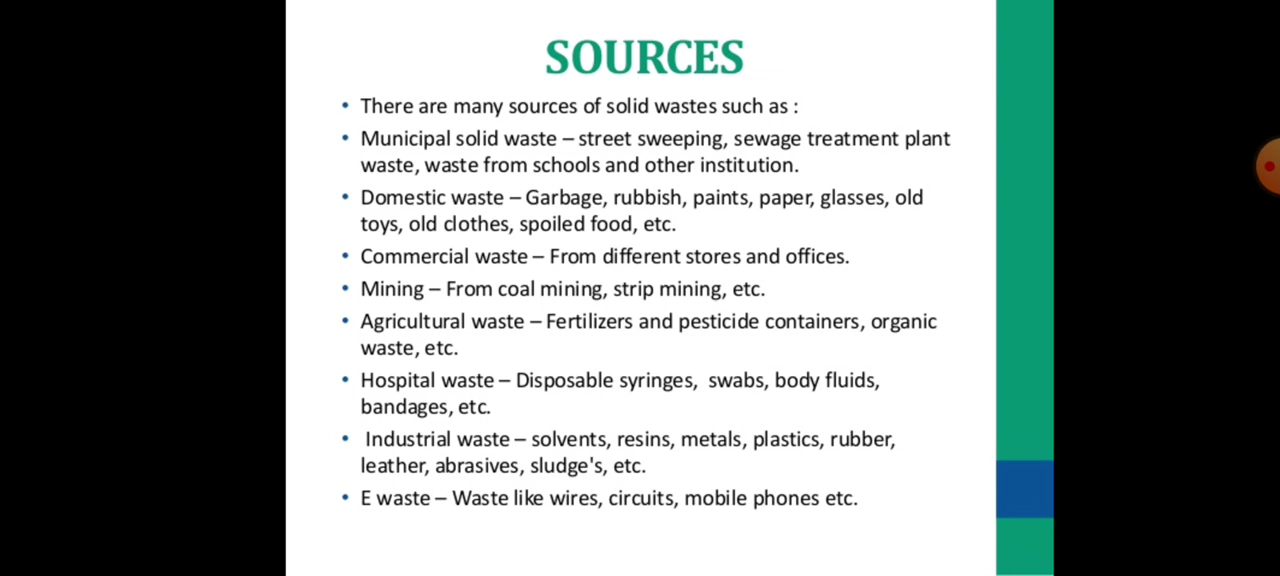 SOURCES
• There are many sources of solid wastes such as :
• Municipal solid waste – street sweeping, sewage treatment plant
waste, waste from schools and other institution.
• Domestic waste – Garbage, rubbish, paints, paper, glasses, old
toys, old clothes, spoiled food, etc.
• Commercial waste – From different stores and offices.
• Mining – From coal mining, strip mining, etc.
• Agricultural waste – Fertilizers and pesticide containers, organic
waste, etc.
• Hospital waste – Disposable syringes, swabs, body fluids,
bandages, etc.
• Industrial waste – solvents, resins, metals, plastics, rubber,
leather, abrasives, sludge's, etc.
• E waste – Waste like wires, circuits, mobile phones etc.